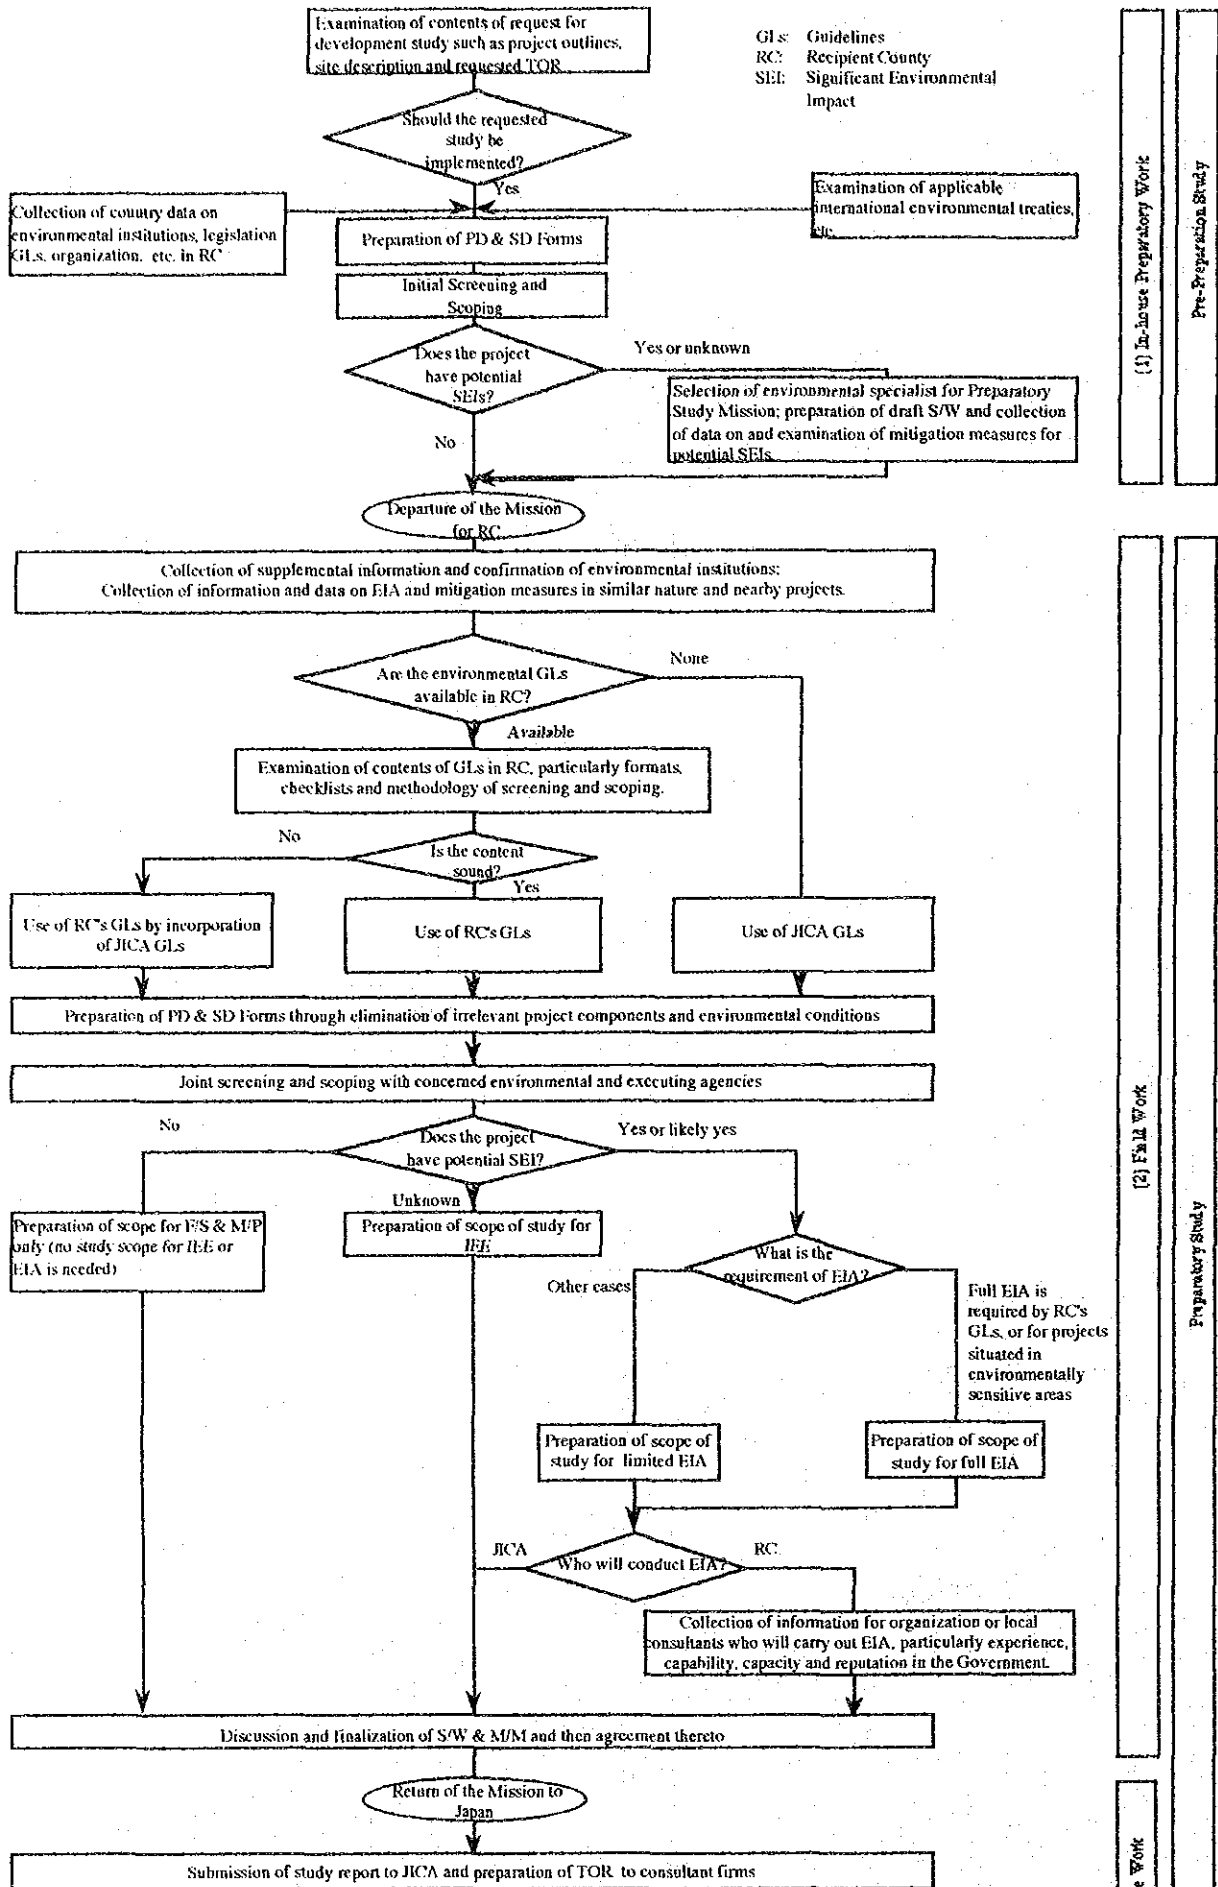 Examination of contents of request for
development study such as project outlines,
site description and requested TOR
GLs: Guidelines
RC: Recipient County
SEI: Significant Environmental
Impact
Should the requested
study be
implemented?
Yes
Collection of country data on
environmental institutions, legislation
GLs, organization, etc. in RC
Examination of applicable
international environmental treaties,
etc.
Preparation of PD & SD Forms
Initial Screening and
Scoping
Does the project
have potential
SEIs?
Yes or unknown
No
Selection of environmental specialist for Preparatory
Study Mission; preparation of draft S/W and collection
of data on and examination of mitigation measures for
potential SEIs.
Departure of the Mission
for RC
(1) In-house Preparatory Work
Pre-Preparation Study
Collection of supplemental information and confirmation of environmental institutions;
Collection of information and data on EIA and mitigation measures in similar nature and nearby projects.
Are the environmental GLs
available in RC?
None
Available
Examination of contents of GLs in RC, particularly formats,
checklists and methodology of screening and scoping.
No
Is the content
sound?
Yes
Use of RC's GLs by incorporation
of JICA GLs
Use of RC's GLs
Use of JICA GLs
Preparation of PD & SD Forms through elimination of irrelevant project components and environmental conditions
Joint screening and scoping with concerned environmental and executing agencies
No
Does the project
have potential SEI?
Yes or likely yes
Unknown
Preparation of scope for F/S & M/P
only (no study scope for IEE or
EIA is needed)
Preparation of scope of study for
IEE
What is the
requirement of EIA?
Other cases
Full EIA is
required by RC's
GLs, or for projects
situated in
environmentally
sensitive areas
Preparation of scope of
study for limited EIA
Preparation of scope of
study for full EIA
JICA
Who will conduct EIA?
RC
Collection of information for organization or local
consultants who will carry out EIA, particularly experience,
capability, capacity and reputation in the Government.
Discussion and finalization of S/W & M/M and then agreement thereto
[2] Field Work
Preparatory Study
Return of the Mission to
Japan
Submission of study report to JICA and preparation of TOR to consultant firms
e Work